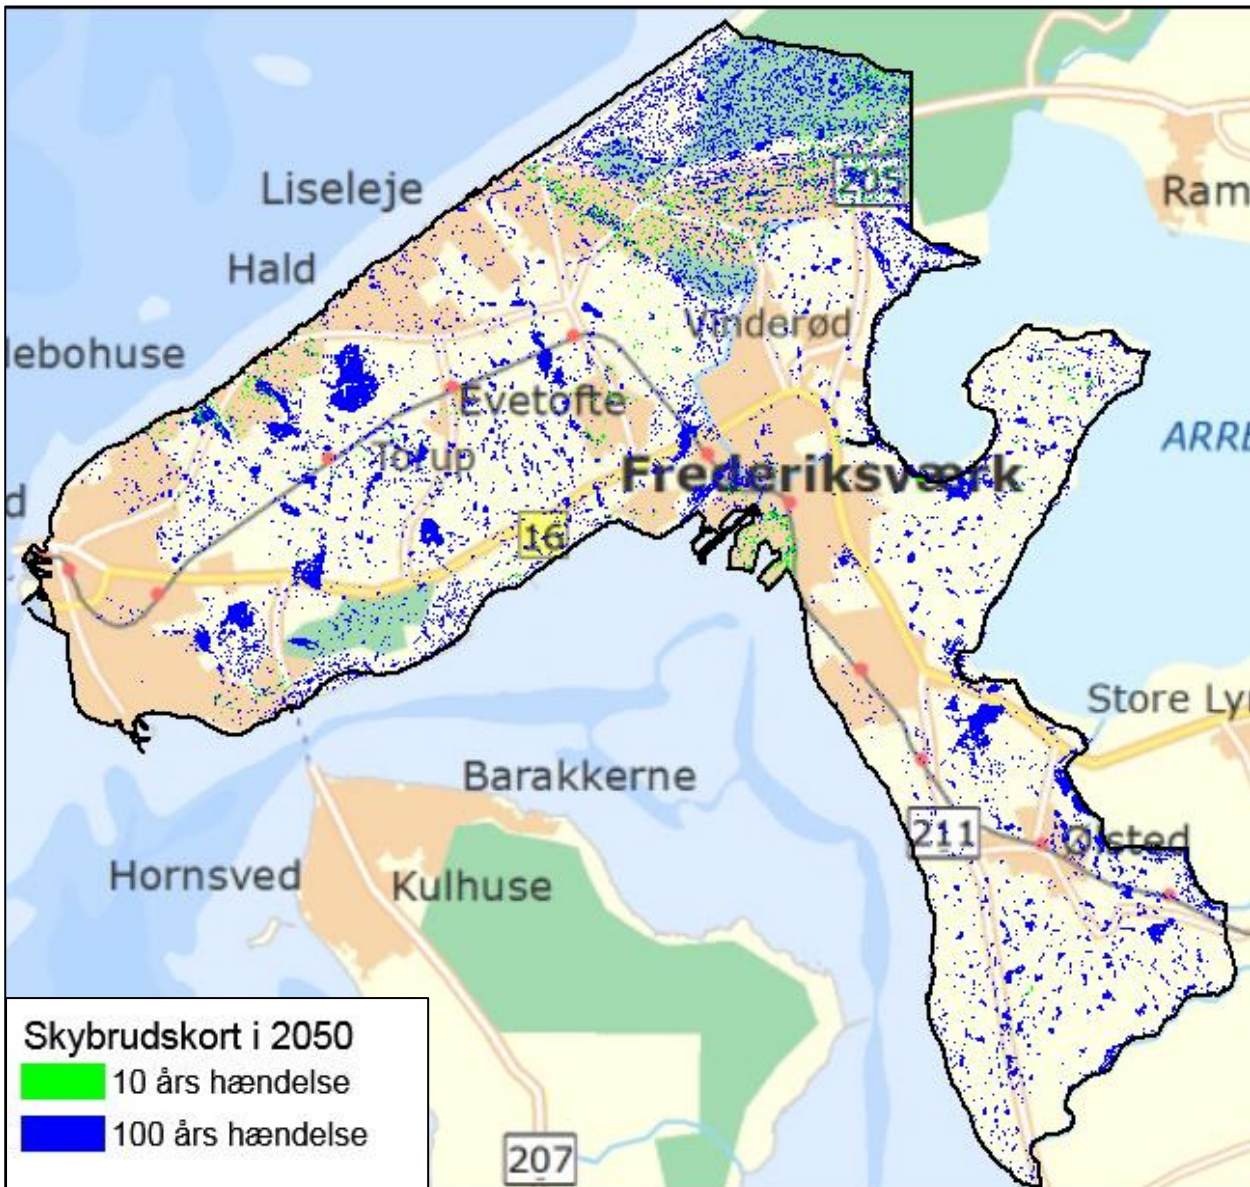 205
Ram
Liseleje
Hald
lebohuse
Vinderød
Evetofte
Torup
ARRE
Frederiksværk
d
16
Store Lyn
Barakkerne
211
Ølsted
Hornsved
Kulhuse
Skybrudskort i 2050
10 års hændelse
100 års hændelse
207